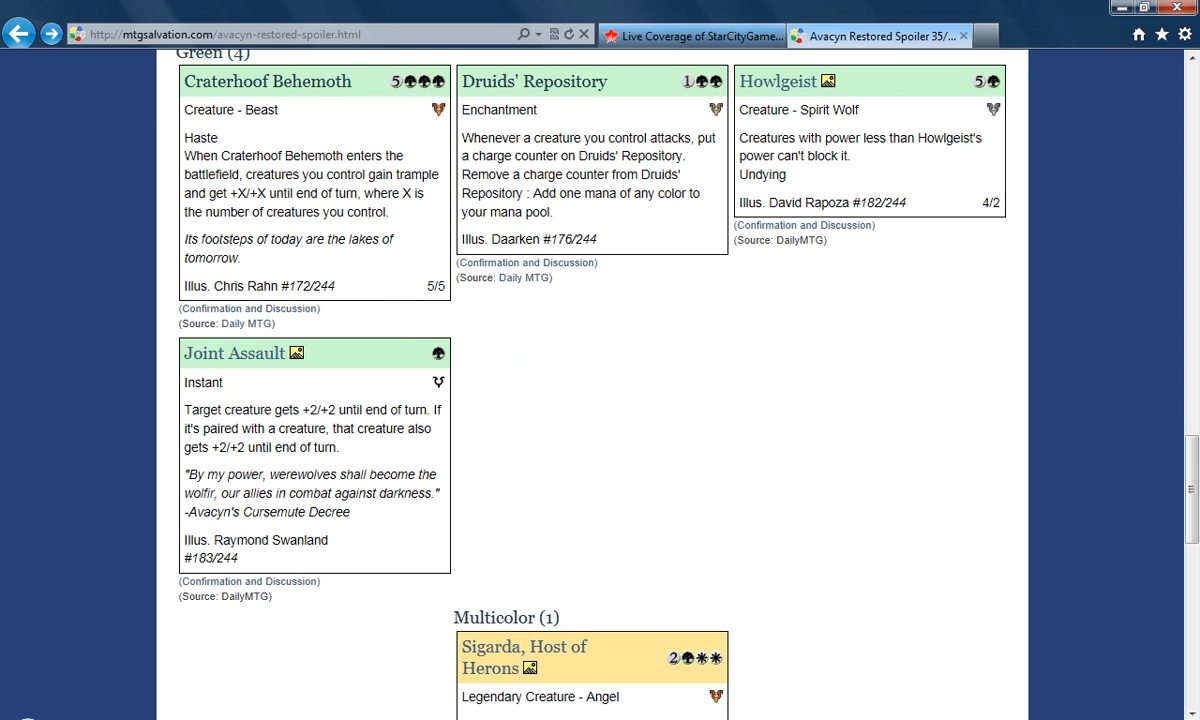 http://mtgsalvation.com/avacyn-restored-spoiler.html
Live Coverage of StarCityGame...
Avacyn Restored Spoiler 35/...
Green (4)
Craterhoof Behemoth 5
Creature - Beast
Haste
When Craterhoof Behemoth enters the
battlefield, creatures you control gain trample
and get +X/+X until end of turn, where X is
the number of creatures you control.
Its footsteps of today are the lakes of
tomorrow.
Illus. Chris Rahn #172/244 5/5
(Confirmation and Discussion)
(Source: Daily MTG)
Druids' Repository 1
Enchantment
Whenever a creature you control attacks, put
a charge counter on Druids' Repository.
Remove a charge counter from Druids'
Repository : Add one mana of any color to
your mana pool.
Illus. Daarken #176/244
(Confirmation and Discussion)
(Source: Daily MTG)
Howlgeist 5
Creature - Spirit Wolf
Creatures with power less than Howlgeist's
power can't block it.
Undying
Illus. David Rapoza #182/244 4/2
(Confirmation and Discussion)
(Source: DailyMTG)
Joint Assault
Instant
Target creature gets +2/+2 until end of turn. If
it's paired with a creature, that creature also
gets +2/+2 until end of turn.
"By my power, werewolves shall become the
wolfir, our allies in combat against darkness."
-Avacyn's Cursemute Decree
Illus. Raymond Swanland
#183/244
(Confirmation and Discussion)
(Source: DailyMTG)
Multicolor (1)
Sigarda, Host of
Herons 2
Legendary Creature - Angel